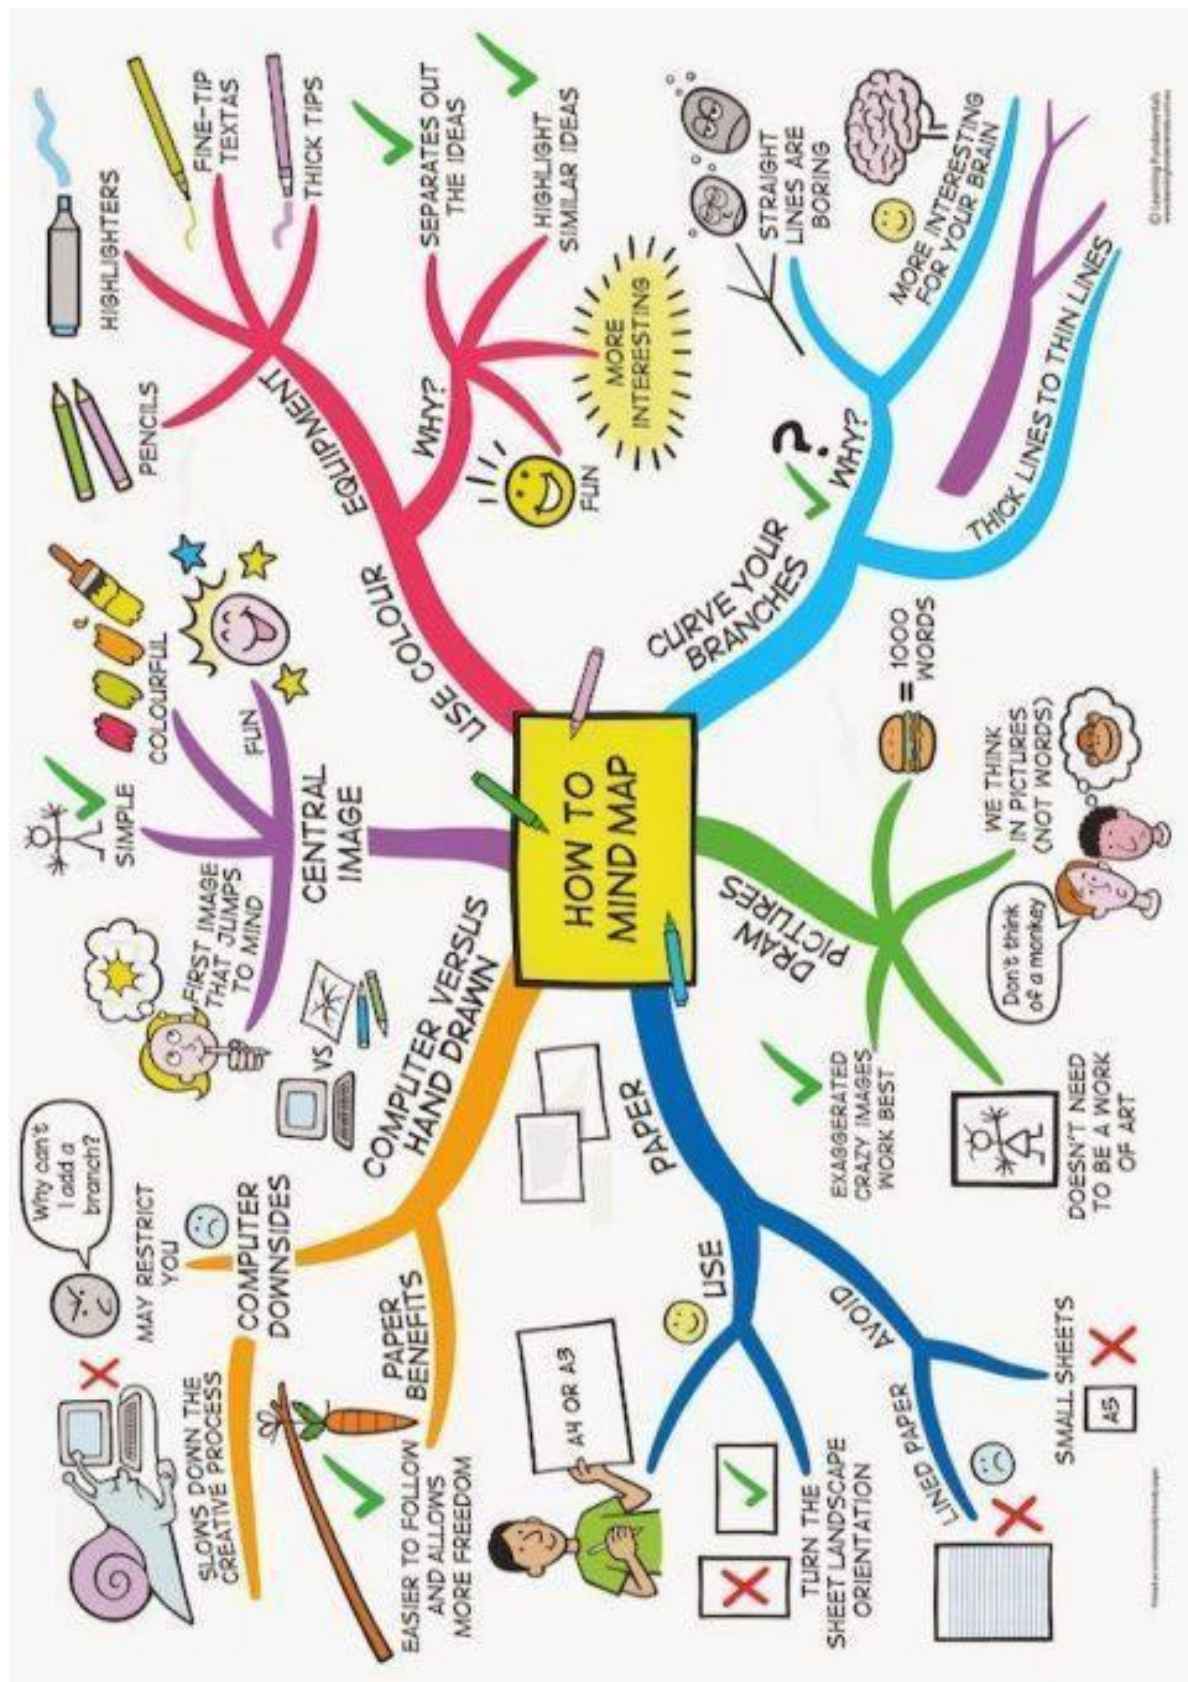 HOW TO
MIND MAP
USE COLOUR
EQUIPMENT
PENCILS
HIGHLIGHTERS
FINE-TIP
TEXTAS
THICK TIPS
WHY?
SEPARATES OUT
THE IDEAS
HIGHLIGHT
SIMILAR IDEAS
MORE
INTERESTING
FUN
CURVE YOUR
BRANCHES
?
WHY?
STRAIGHT
LINES ARE
BORING
MORE INTERESTING
FOR YOUR BRAIN
THICK LINES TO THIN LINES
DRAW
PICTURES
= 1000
WORDS
WE THINK
IN PICTURES
(NOT WORDS)
Don't think
of a monkey
DOESN'T NEED
TO BE A WORK
OF ART
EXAGGERATED
CRAZY IMAGES
WORK BEST
PAPER
USE
A4 OR A3
TURN THE
SHEET LANDSCAPE
ORIENTATION
AVOID
LINED PAPER
SMALL SHEETS
A5
COMPUTER VERSUS
HAND DRAWN
VS
PAPER
BENEFITS
EASIER TO FOLLOW
AND ALLOWS
MORE FREEDOM
COMPUTER
DOWNSIDES
SLOWS DOWN THE
CREATIVE PROCESS
MAY RESTRICT
YOU
Why can't
I add a
branch?
CENTRAL
IMAGE
FIRST IMAGE
THAT JUMPS
TO MIND
SIMPLE
COLOURFUL
FUN
© Learning Fundamentals